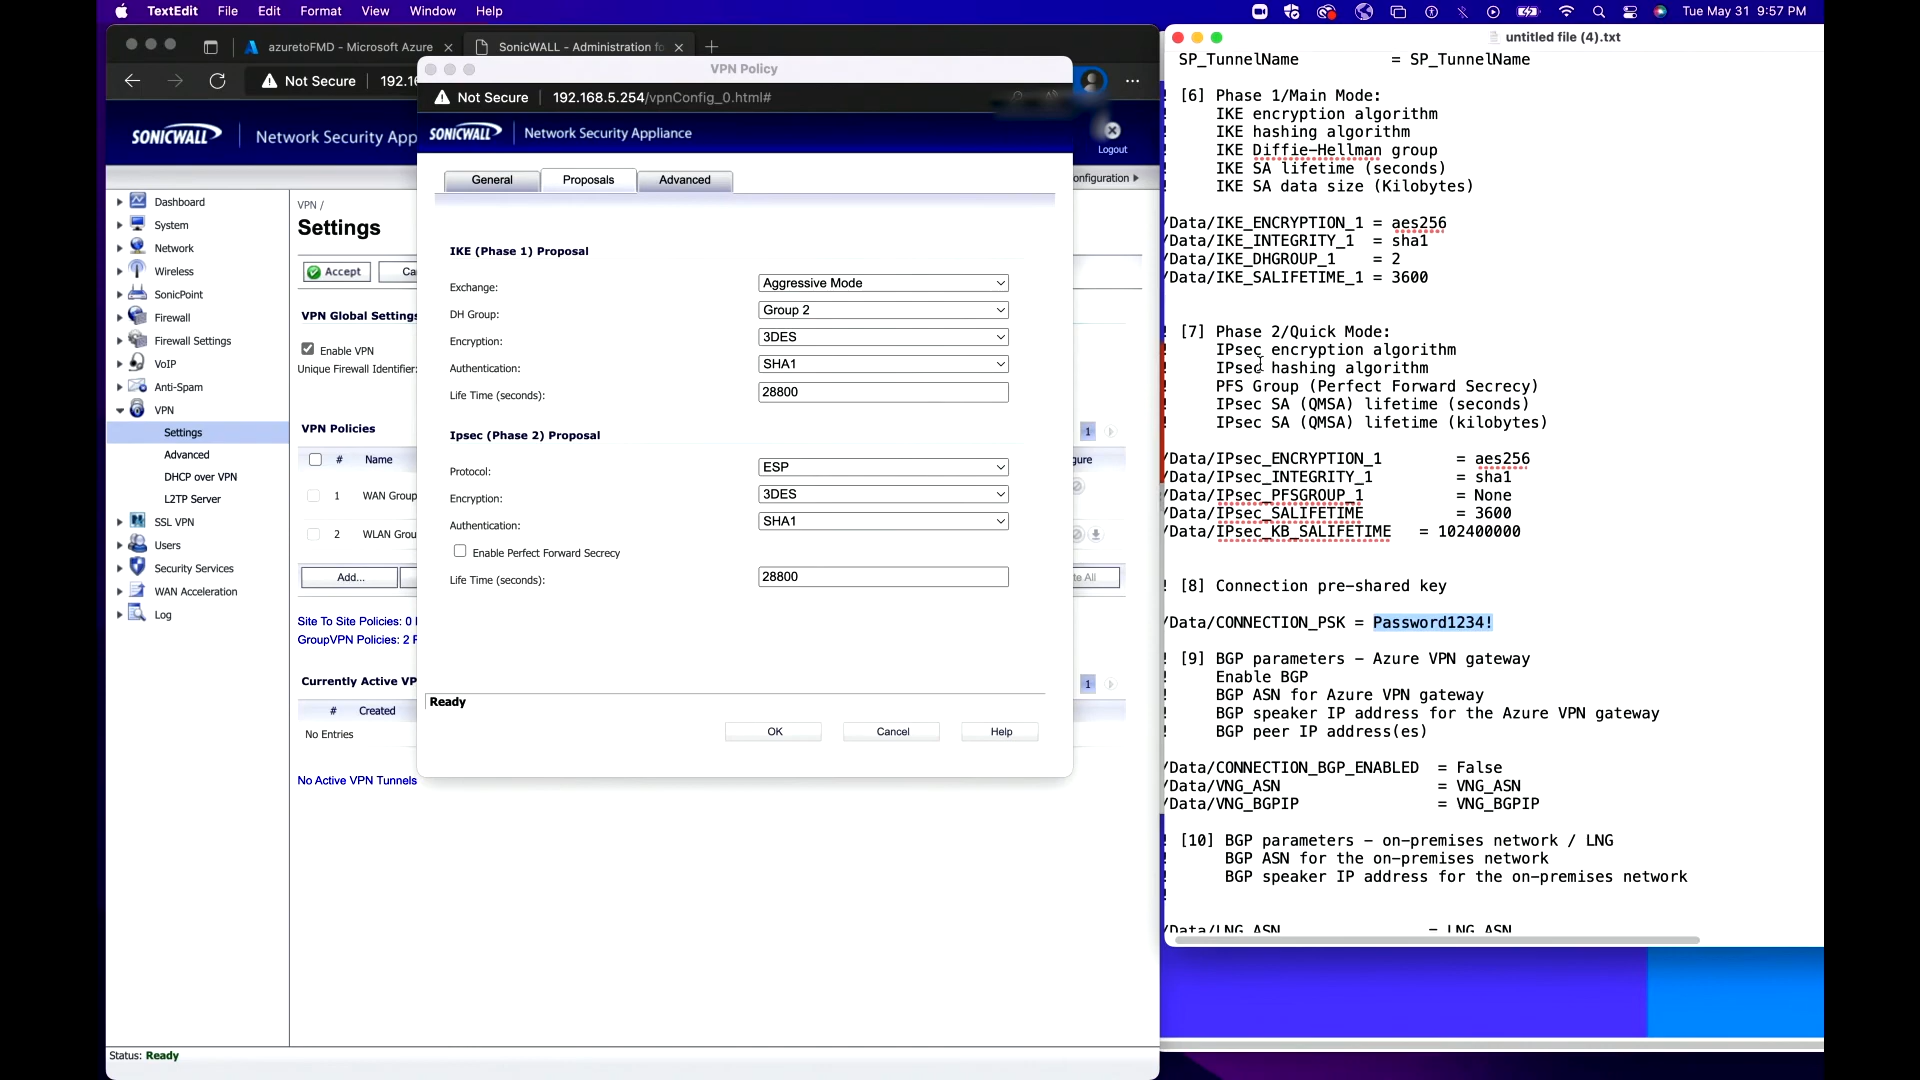 TextEdit File Edit Format View Window Help
Tue May 31 9:57 PM
azuretoFMD - Microsoft Azure
SonicWALL - Administration fo
Not Secure 192.16
SONICWALL Network Security App
Dashboard
System
Network
Wireless
SonicPoint
Firewall
Firewall Settings
VoIP
Anti-Spam
VPN
Settings
Advanced
DHCP over VPN
L2TP Server
SSL VPN
Users
Security Services
WAN Acceleration
Log
Status: Ready
VPN /
Settings
Accept
Ca
VPN Global Settings
Enable VPN
Unique Firewall Identifier:
VPN Policies
# Name
1 WAN Group
2 WLAN Grou
Add...
Site To Site Policies: 0
GroupVPN Policies: 2 P
Currently Active VP
# Created
No Entries
No Active VPN Tunnels
Logout
onfiguration
1
gure
te All
1
VPN Policy
Not Secure 192.168.5.254/vpnConfig_0.html#
SONICWALL Network Security Appliance
General Proposals Advanced
IKE (Phase 1) Proposal
Exchange: Aggressive Mode
DH Group: Group 2
Encryption: 3DES
Authentication: SHA1
Life Time (seconds): 28800
Ipsec (Phase 2) Proposal
Protocol: ESP
Encryption: 3DES
Authentication: SHA1
Enable Perfect Forward Secrecy
Life Time (seconds): 28800
Ready
OK Cancel Help
untitled file (4).txt
SP_TunnelName = SP_TunnelName
! [6] Phase 1/Main Mode:
! IKE encryption algorithm
! IKE hashing algorithm
! IKE Diffie-Hellman group
! IKE SA lifetime (seconds)
! IKE SA data size (Kilobytes)
/Data/IKE_ENCRYPTION_1 = aes256
/Data/IKE_INTEGRITY_1 = sha1
/Data/IKE_DHGROUP_1 = 2
/Data/IKE_SALIFETIME_1 = 3600
! [7] Phase 2/Quick Mode:
! IPsec encryption algorithm
! IPsec hashing algorithm
! PFS Group (Perfect Forward Secrecy)
! IPsec SA (QMSA) lifetime (seconds)
! IPsec SA (QMSA) lifetime (kilobytes)
/Data/IPsec_ENCRYPTION_1 = aes256
/Data/IPsec_INTEGRITY_1 = sha1
/Data/IPsec_PFSGROUP_1 = None
/Data/IPsec_SALIFETIME = 3600
/Data/IPsec_KB_SALIFETIME = 102400000
! [8] Connection pre-shared key
/Data/CONNECTION_PSK = Password1234!
! [9] BGP parameters – Azure VPN gateway
! Enable BGP
! BGP ASN for Azure VPN gateway
! BGP speaker IP address for the Azure VPN gateway
! BGP peer IP address(es)
/Data/CONNECTION_BGP_ENABLED = False
/Data/VNG_ASN = VNG_ASN
/Data/VNG_BGPIP = VNG_BGPIP
! [10] BGP parameters – on-premises network / LNG
! BGP ASN for the on-premises network
! BGP speaker IP address for the on-premises network
!
/Data/LNG_ASN = LNG_ASN